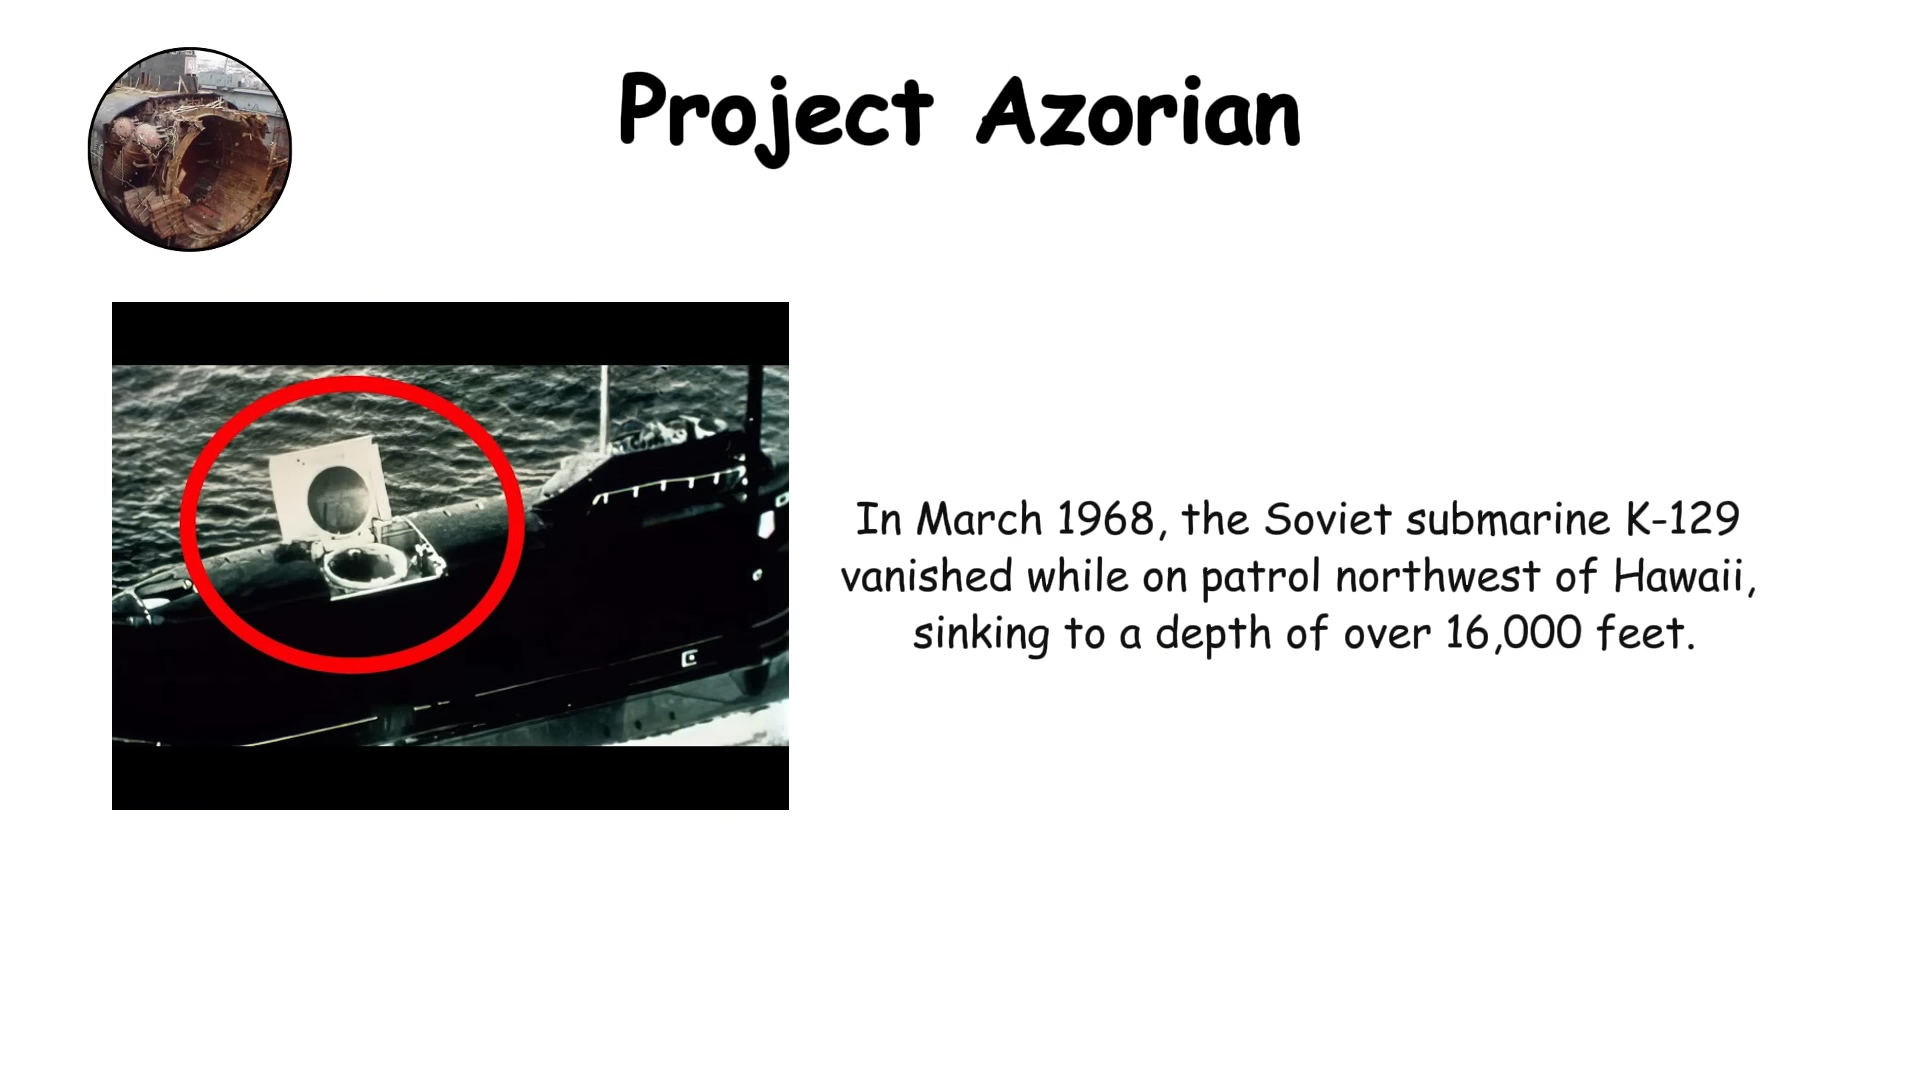 Project Azorian
In March 1968, the Soviet submarine K-129
vanished while on patrol northwest of Hawaii,
sinking to a depth of over 16,000 feet.